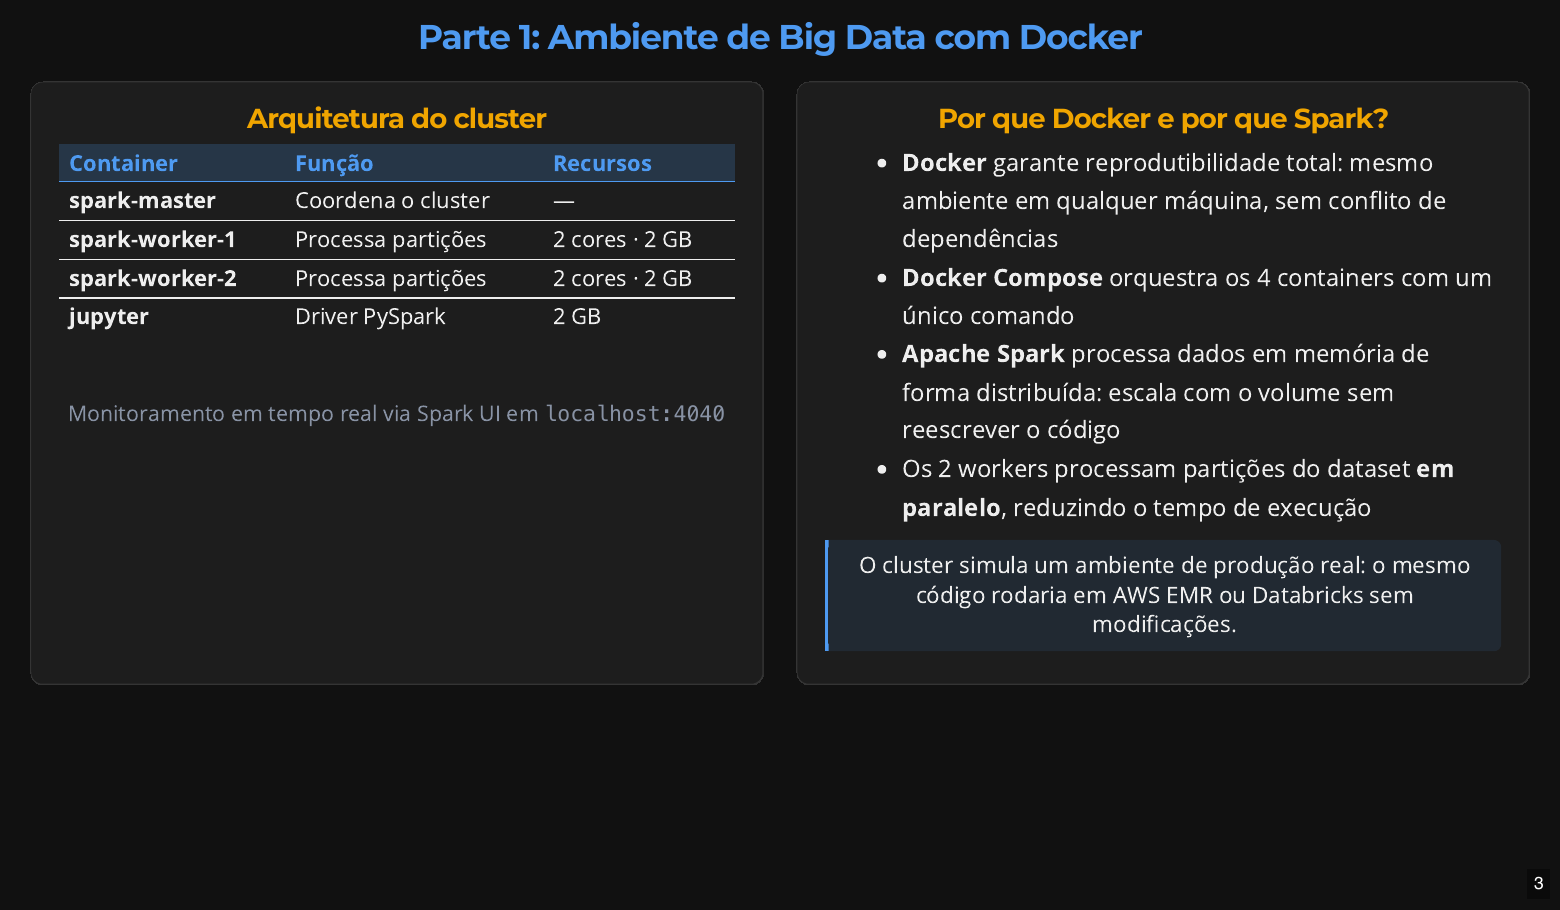 Parte 1: Ambiente de Big Data com Docker
Arquitetura do cluster
Container Função Recursos
spark-master Coordena o cluster —
spark-worker-1 Processa partições 2 cores · 2 GB
spark-worker-2 Processa partições 2 cores · 2 GB
jupyter Driver PySpark 2 GB
Monitoramento em tempo real via Spark UI em localhost:4040
Por que Docker e por que Spark?
• Docker garante reprodutibilidade total: mesmo
ambiente em qualquer máquina, sem conflito de
dependências
• Docker Compose orquestra os 4 containers com um
único comando
• Apache Spark processa dados em memória de
forma distribuída: escala com o volume sem
reescrever o código
• Os 2 workers processam partições do dataset em
paralelo, reduzindo o tempo de execução
O cluster simula um ambiente de produção real: o mesmo
código rodaria em AWS EMR ou Databricks sem
modificações.
3